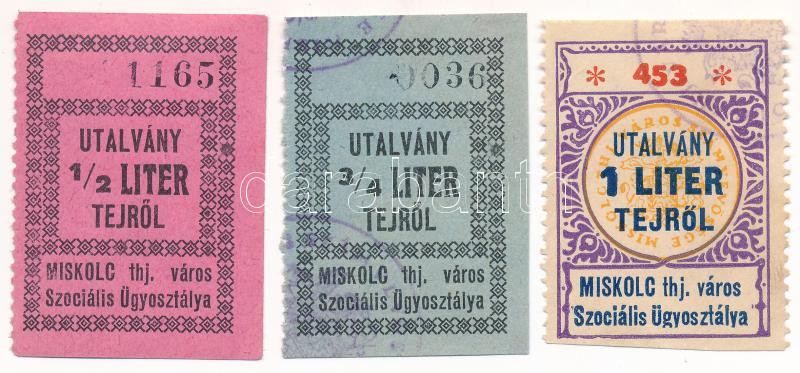 1165
UTALVÁNY
1/2 LITER
TEJRŐL
MISKOLC thj. város
Szociális Ügyosztálya
0036
UTALVÁNY
3/4 LITER
TEJRŐL
MISKOLC thj. város
Szociális Ügyosztálya
* 453 *
UTALVÁNY
1 LITER
TEJRŐL
MISKOLC thj. város
Szociális Ügyosztálya